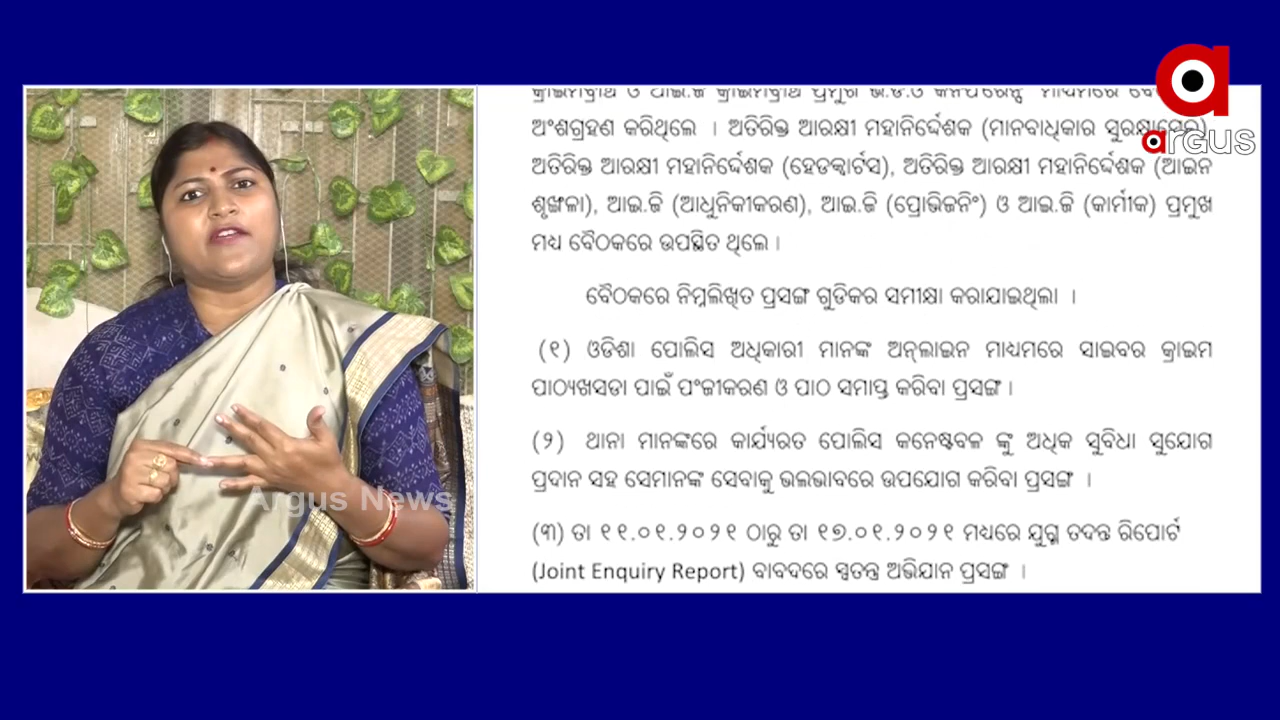 argus
ଅଂଶଗ୍ରହଣ କରିଥିଲେ । ଅତିରିକ୍ତ ଆରକ୍ଷୀ ମହାନିର୍ଦ୍ଦେଶକ (ମାନବାଧିକାର
ଅତିରିକ୍ତ ଆରକ୍ଷୀ ମହାନିର୍ଦ୍ଦେଶକ (ହେଡକ୍ବାର୍ଟସ), ଅତିରିକ୍ତ ଆରକ୍ଷୀ ମହାନିର୍ଦ୍ଦେଶକ (ଆଇନ
ଶୃଙ୍ଖଳା), ଆଇ.ଜି (ଆଧୁନିକୀକରଣ), ଆଇ.ଜି (ପ୍ରୋଭିଜନିଂ) ଓ ଆଇ.ଜି (କାର୍ମୀକ) ପ୍ରମୁଖ
ମଧ୍ୟ ବୈଠକରେ ଉପସ୍ଥିତ ଥିଲେ।
ବୈଠକରେ ନିମ୍ନଲିଖିତ ପ୍ରସଙ୍ଗ ଗୁଡିକର ସମୀକ୍ଷା କରାଯାଇଥିଲା ।
(୧) ଓଡିଶା ପୋଲିସ ଅଧିକାରୀ ମାନଙ୍କ ଅନ୍‌ଲାଇନ ମାଧ୍ୟମରେ ସାଇବର କ୍ରାଇମ
ପାଠ୍ୟଖସଡା ପାଇଁ ପଂଜୀକରଣ ଓ ପାଠ ସମାପ୍ତ କରିବା ପ୍ରସଙ୍ଗ।
(୨) ଥାନା ମାନଙ୍କରେ କାର୍ଯ୍ୟରତ ପୋଲିସ କନେଷ୍ଟବଳ ଙ୍କୁ ଅଧିକ ସୁବିଧା ସୁଯୋଗ
ପ୍ରଦାନ ସହ ସେମାନଙ୍କ ସେବାକୁ ଭଲଭାବରେ ଉପଯୋଗ କରିବା ପ୍ରସଙ୍ଗ ।
(୩) ତା ୧୧.୦୧.୨୦୨୧ ଠାରୁ ତା ୧୭.୦୧.୨୦୨୧ ମଧ୍ୟରେ ଯୁଗ୍ମ ତଦନ୍ତ ରିପୋର୍ଟ
(Joint Enquiry Report) ବାବଦରେ ସ୍ୱତନ୍ତ୍ର ଅଭିଯାନ ପ୍ରସଙ୍ଗ ।
Argus News